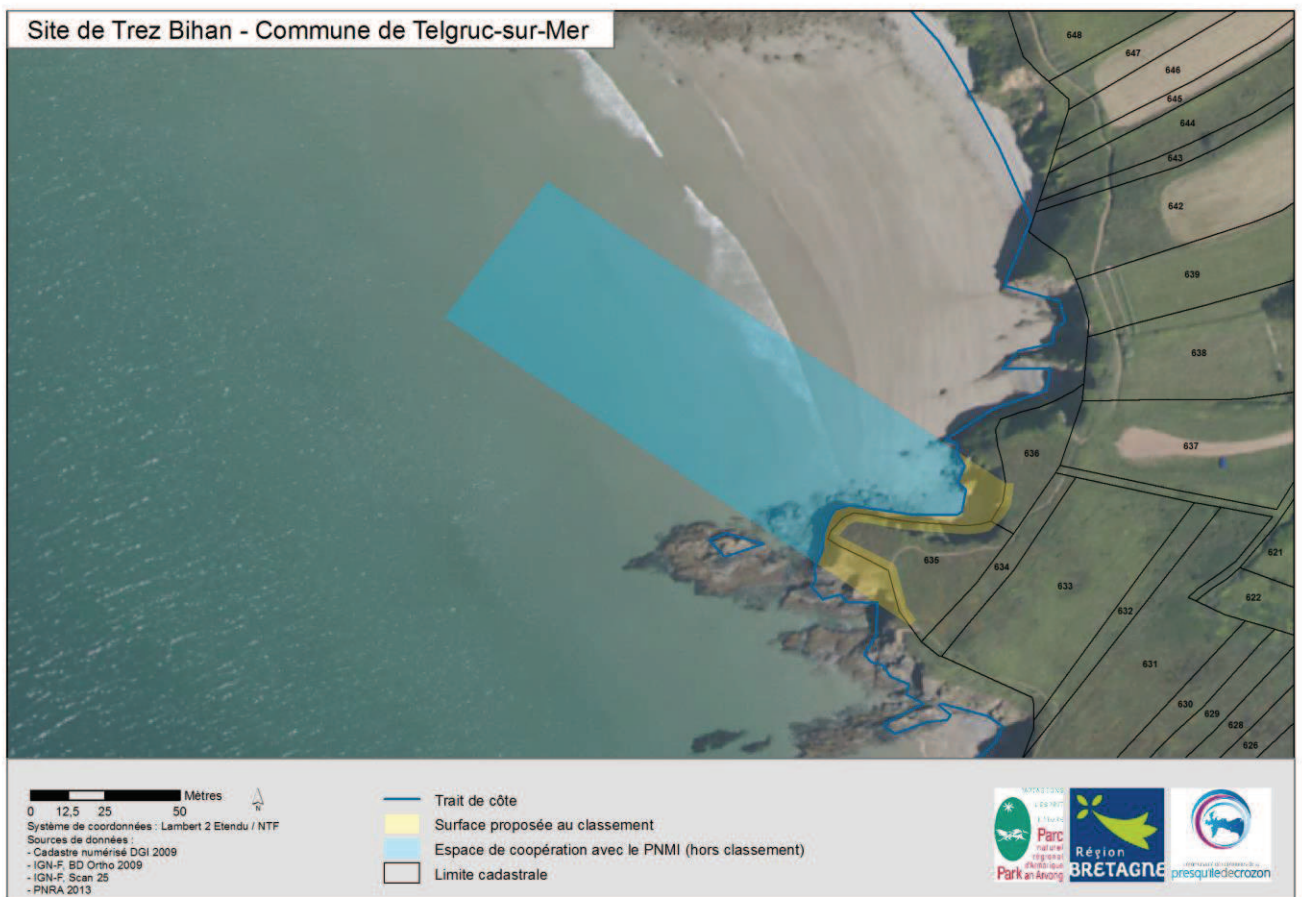 Site de Trez Bihan - Commune de Telgruc-sur-Mer
648
647
646
645
644
643
642
639
638
637
636
635
634
633
632
631
630
629
628
626
621
622
Mètres
0 12,5 25 50
N
Système de coordonnées : Lambert 2 Etendu / NTF
Sources de données :
- Cadastre numérisé DGI 2009
- IGN-F, BD Ortho 2009
- IGN-F, Scan 25
- PNRA 2013
Trait de côte
Surface proposée au classement
Espace de coopération avec le PNMI (hors classement)
Limite cadastrale
Parc
naturel
régional
d'Armorique
Park an Arvorig
Région
BRETAGNE
presqu'îledecrozon